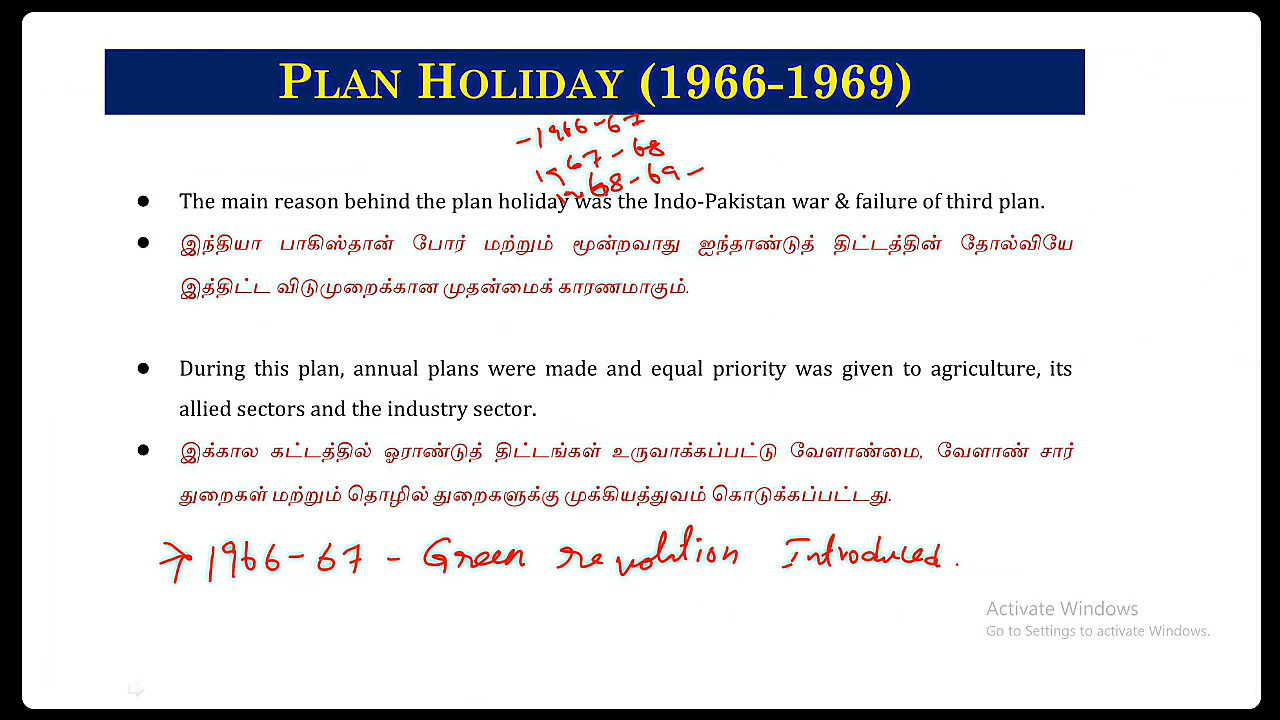 PLAN HOLIDAY (1966-1969)
- 1966-67
1967-68
1968-69 -
● The main reason behind the plan holiday was the Indo-Pakistan war & failure of third plan.
● இந்தியா பாகிஸ்தான் போர் மற்றும் மூன்றவாது ஐந்தாண்டுத் திட்டத்தின் தோல்வியே
இத்திட்ட விடுமுறைக்கான முதன்மைக் காரணமாகும்.
● During this plan, annual plans were made and equal priority was given to agriculture, its
allied sectors and the industry sector.
● இக்கால கட்டத்தில் ஓராண்டுத் திட்டங்கள் உருவாக்கப்பட்டு வேளாண்மை, வேளாண் சார்
துறைகள் மற்றும் தொழில் துறைகளுக்கு முக்கியத்துவம் கொடுக்கப்பட்டது.
→ 1966-67 - Green revolution Introduced.
Activate Windows
Go to Settings to activate Windows.